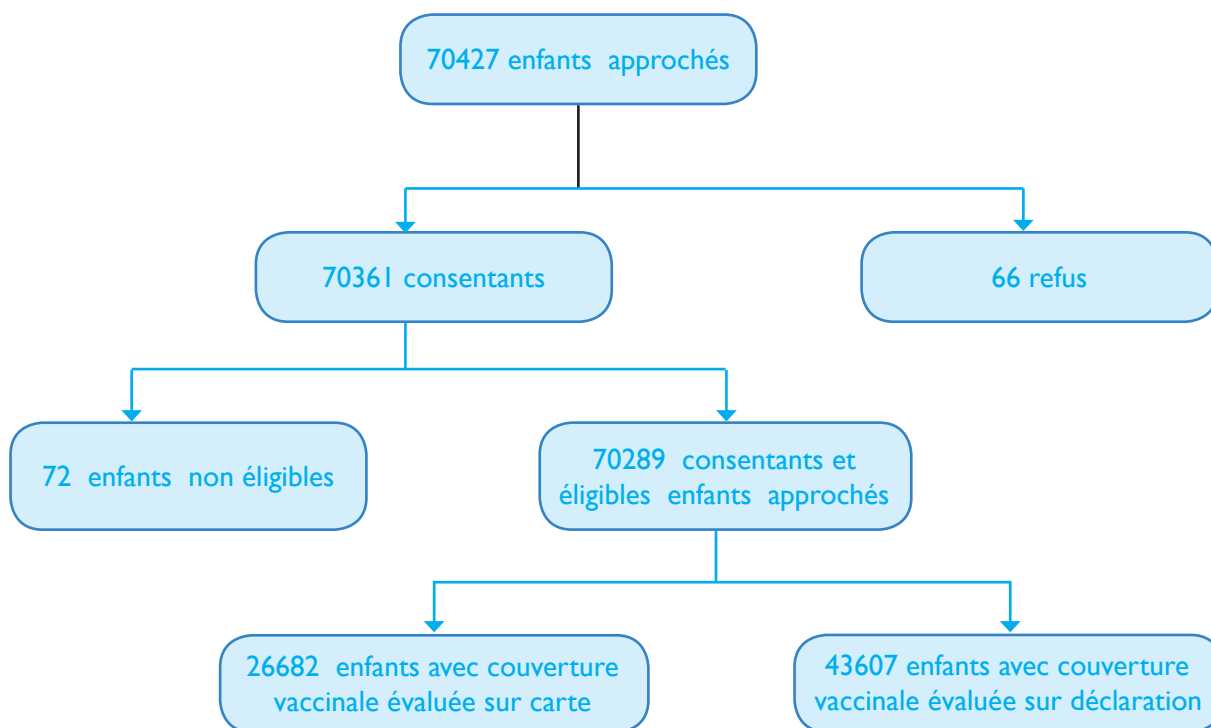 70427 enfants approchés
70361 consentants
66 refus
72 enfants non éligibles
70289 consentants et
éligibles enfants approchés
26682 enfants avec couverture
vaccinale évaluée sur carte
43607 enfants avec couverture
vaccinale évaluée sur déclaration